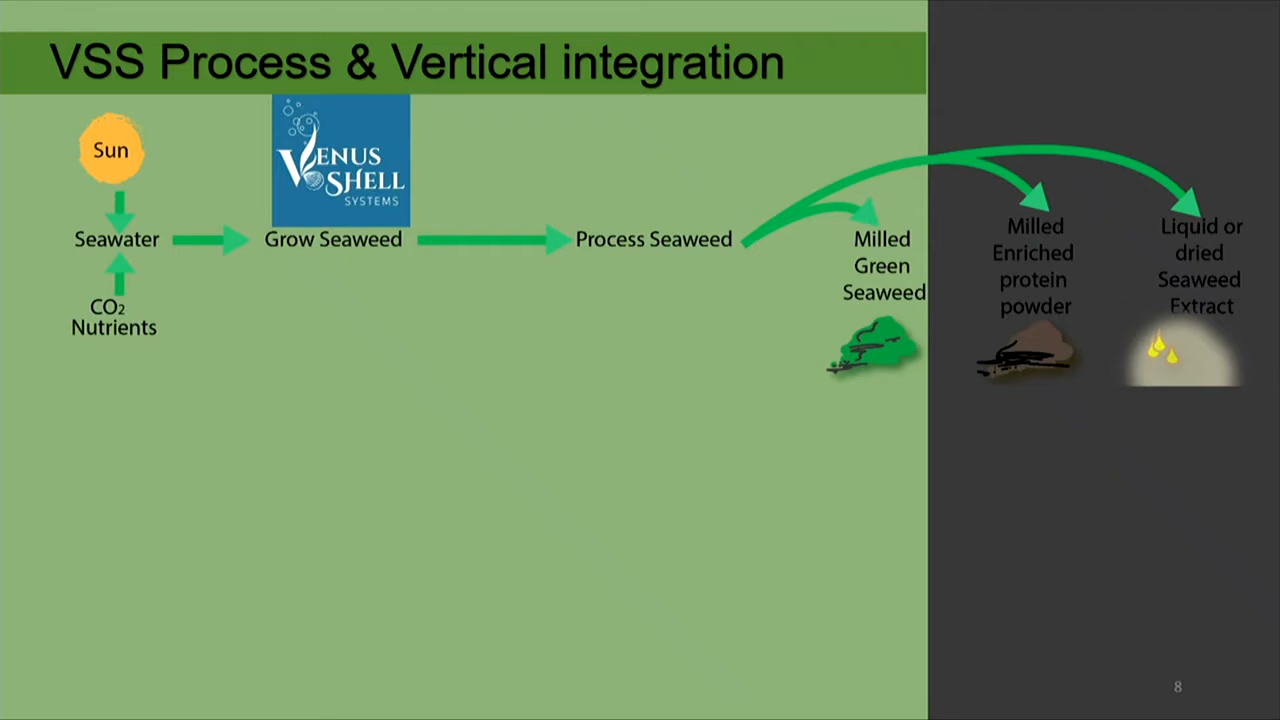 VSS Process & Vertical integration
Sun
VENUS
SHELL
SYSTEMS
Seawater
Grow Seaweed
Process Seaweed
CO₂
Nutrients
Milled
Green
Seaweed
Milled
Enriched
protein
powder
Liquid or
dried
Seaweed
Extract
8